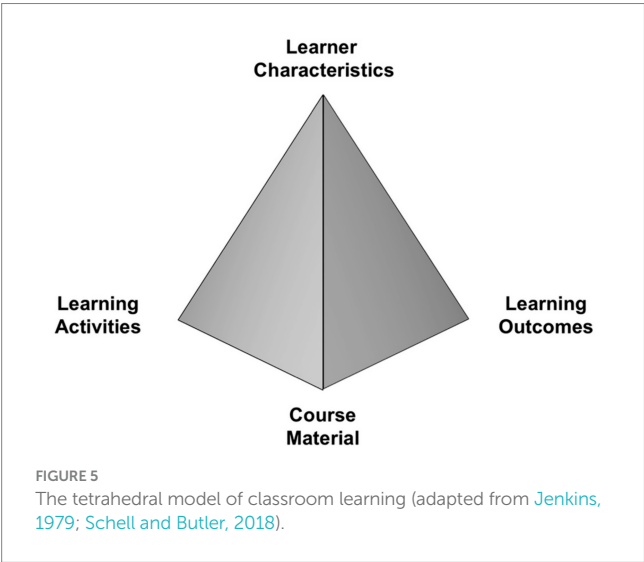 Learner
Characteristics
Learning
Activities
Learning
Outcomes
Course
Material
FIGURE 5
The tetrahedral model of classroom learning (adapted from Jenkins,
1979; Schell and Butler, 2018).